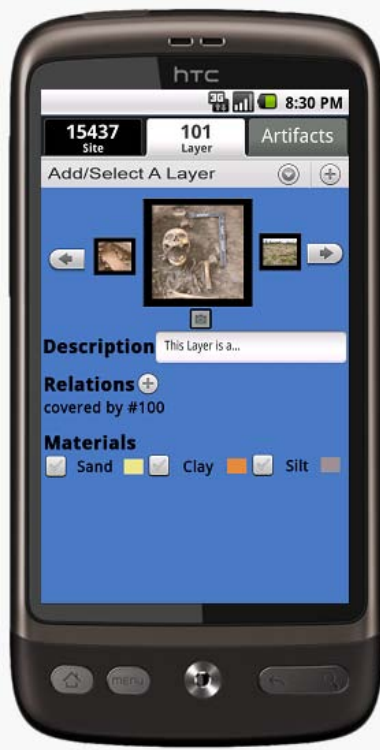 htc
3G 8:30 PM
15437 101 Artifacts
Site Layer
Add/Select A Layer
Description This Layer is a...
Relations
covered by #100
Materials
Sand Clay Silt
menu